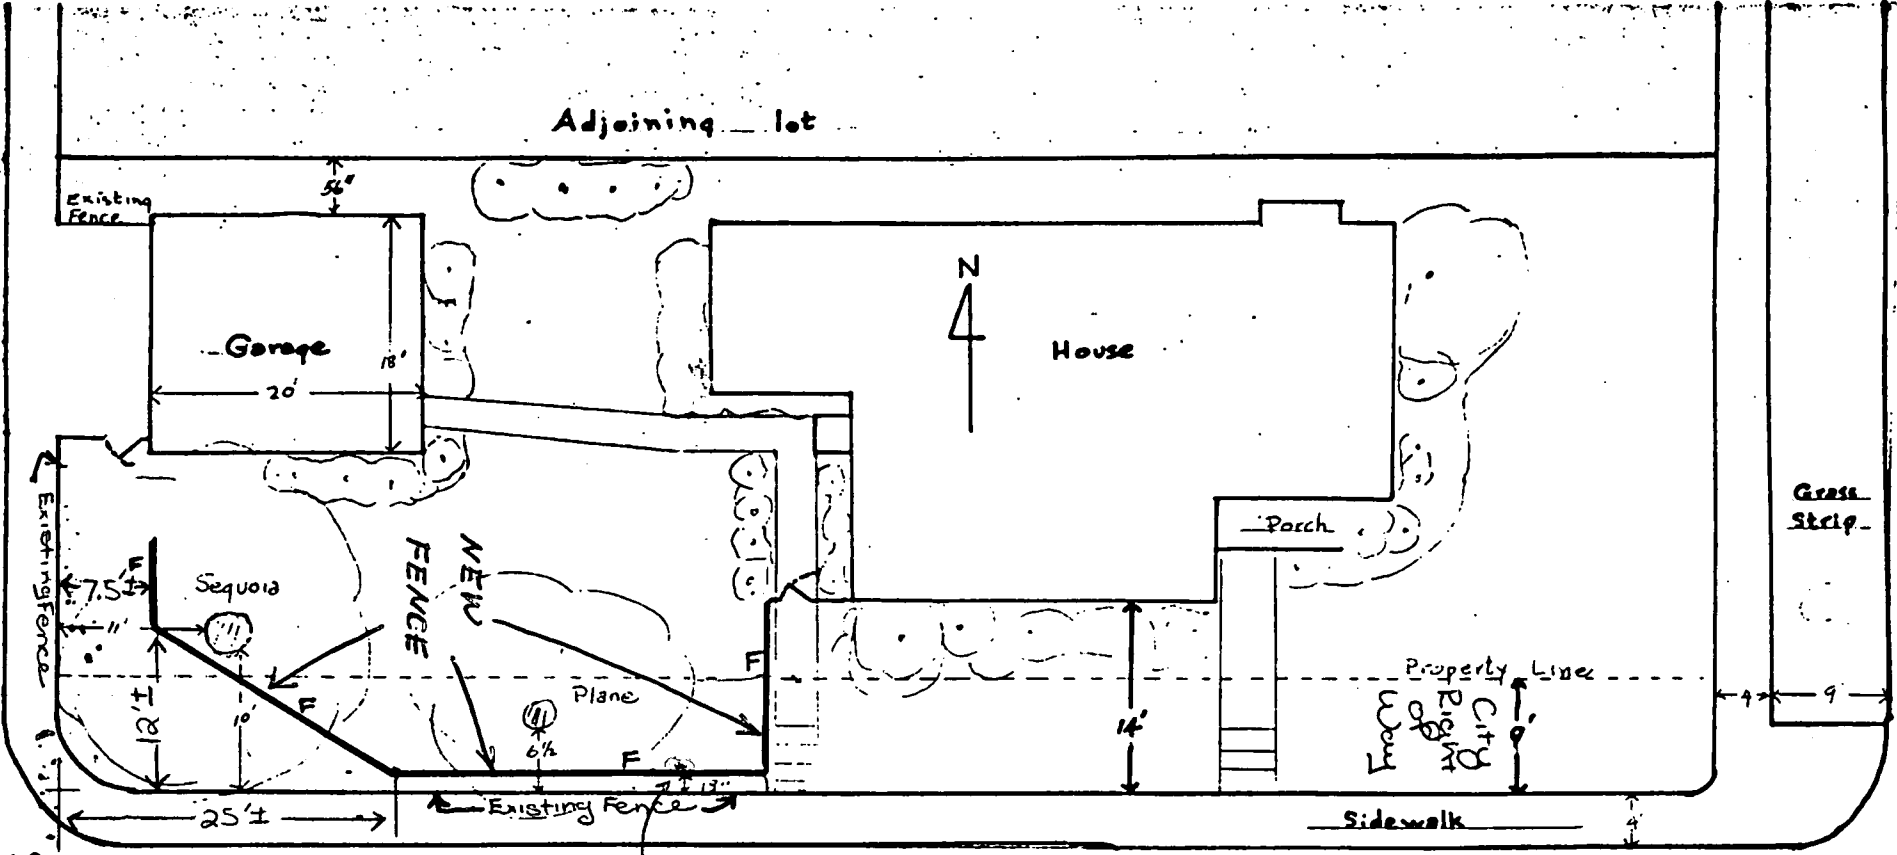 Adjoining lot
56"
Existing
Fence
N
Garage
18'
House
20'
Grass
Strip
Porch
Existing Fence
NEW
FENCE
F
7.5'±
Sequoia
11'
F
Property Line
City
Right
of
Way
4
9
Plane
F
12'±
10'
6½
14'
9'
F
13"
Existing Fence
25'±
Sidewalk
4'